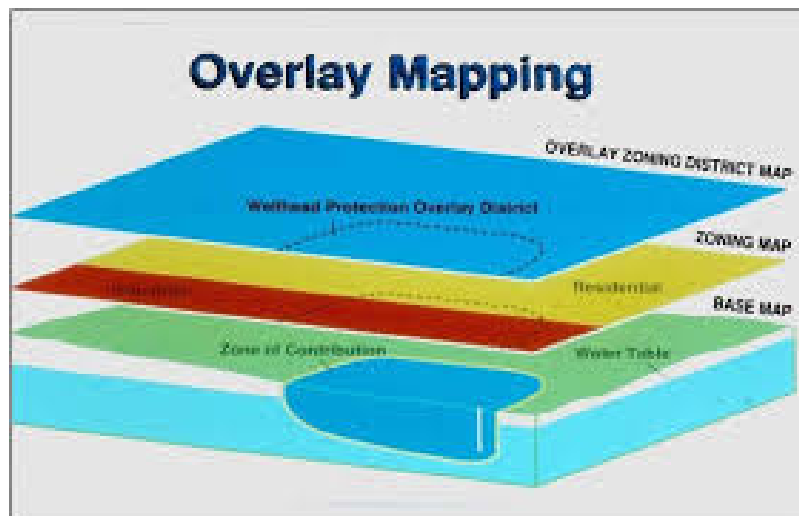 Overlay Mapping
OVERLAY ZONING DISTRICT MAP
Wellhead Protection Overlay District
ZONING MAP
Residential
BASE MAP
Zone of Contribution
Water Table